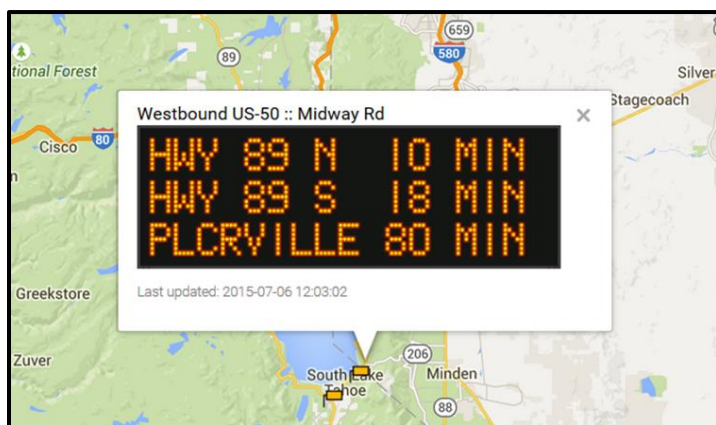 659
89
580
tional Forest
Silver
Westbound US-50 :: Midway Rd
×
Stagecoach
80
Cisco
HWY 89 N 10 MIN
HWY 89 S 18 MIN
PLCRVILLE 80 MIN
Last updated: 2015-07-06 12:03:02
Greekstore
Zuver
206
South Lake
Tahoe
Minden
88